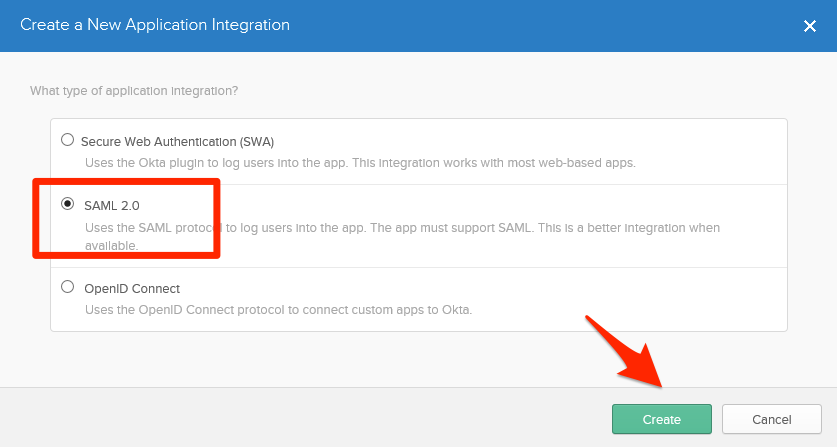 Create a New Application Integration
What type of application integration?
Secure Web Authentication (SWA)
Uses the Okta plugin to log users into the app. This integration works with most web-based apps.
SAML 2.0
Uses the SAML protocol to log users into the app. The app must support SAML. This is a better integration when
available.
OpenID Connect
Uses the OpenID Connect protocol to connect custom apps to Okta.
Create Cancel